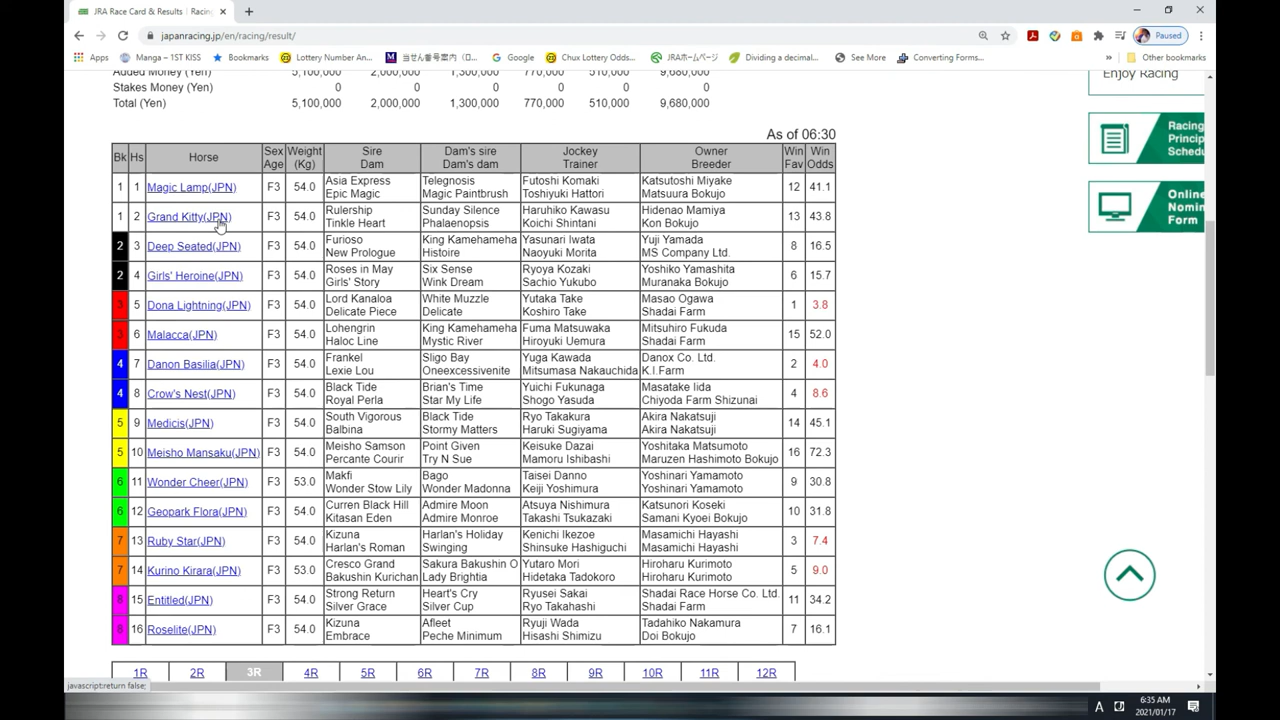 JRA Race Card & Results | Racing
japanracing.jp/en/racing/result/
Paused
Apps Manga – 1ST KISS Bookmarks Lottery Number An... 当せん番号案内... Google Chux Lottery Odds... JRAホームページ Dividing a decimal... See More Converting Forms... » Other bookmarks
Added Money (Yen) 5,100,000 2,000,000 1,300,000 770,000 510,000 9,680,000
Stakes Money (Yen) 0 0 0 0 0 0
Total (Yen) 5,100,000 2,000,000 1,300,000 770,000 510,000 9,680,000
Enjoy Racing
Racing
Progr
Schedu
Online
Nomin
Form
As of 06:30
Bk Hs Horse Sex Weight Sire Dam's sire Jockey Owner Win Win
Age (Kg) Dam Dam's dam Trainer Breeder Fav Odds
1 1 Magic Lamp(JPN) F3 54.0 Asia Express Telegnosis Futoshi Komaki Katsutoshi Miyake 12 41.1
Epic Magic Magic Paintbrush Toshiyuki Hattori Matsuura Bokujo
1 2 Grand Kitty(JPN) F3 54.0 Rulership Sunday Silence Haruhiko Kawasu Hidenao Mamiya 13 43.8
Tinkle Heart Phalaenopsis Koichi Shintani Kon Bokujo
2 3 Deep Seated(JPN) F3 54.0 Furioso King Kamehameha Yasunari Iwata Yuji Yamada 8 16.5
New Prologue Histoire Naoyuki Morita MS Company Ltd.
2 4 Girls' Heroine(JPN) F3 54.0 Roses in May Six Sense Ryoya Kozaki Yoshiko Yamashita 6 15.7
Girls' Story Wink Dream Sachio Yukubo Muranaka Bokujo
3 5 Dona Lightning(JPN) F3 54.0 Lord Kanaloa White Muzzle Yutaka Take Masao Ogawa 1 3.8
Delicate Piece Delicate Koshiro Take Shadai Farm
3 6 Malacca(JPN) F3 54.0 Lohengrin King Kamehameha Fuma Matsuwaka Mitsuhiro Fukuda 15 52.0
Haloc Line Mystic River Hiroyuki Uemura Shadai Farm
4 7 Danon Basilia(JPN) F3 54.0 Frankel Sligo Bay Yuga Kawada Danox Co. Ltd. 2 4.0
Lexie Lou Oneexcessivenite Mitsumasa Nakauchida K.I.Farm
4 8 Crow's Nest(JPN) F3 54.0 Black Tide Brian's Time Yuichi Fukunaga Masatake Iida 4 8.6
Royal Perla Star My Life Shogo Yasuda Chiyoda Farm Shizunai
5 9 Medicis(JPN) F3 54.0 South Vigorous Black Tide Ryo Takakura Akira Nakatsuji 14 45.1
Balbina Stormy Matters Haruki Sugiyama Akira Nakatsuji
5 10 Meisho Mansaku(JPN) F3 54.0 Meisho Samson Point Given Keisuke Dazai Yoshitaka Matsumoto 16 72.3
Percante Courir Try N Sue Mamoru Ishibashi Maruzen Hashimoto Bokujo
6 11 Wonder Cheer(JPN) F3 53.0 Makfi Bago Taisei Danno Yoshinari Yamamoto 9 30.8
Wonder Stow Lily Wonder Madonna Keiji Yoshimura Yoshinari Yamamoto
6 12 Geopark Flora(JPN) F3 54.0 Curren Black Hill Admire Moon Atsuya Nishimura Katsunori Koseki 10 31.8
Kitasan Eden Admire Monroe Takashi Tsukazaki Samani Kyoei Bokujo
7 13 Ruby Star(JPN) F3 54.0 Kizuna Harlan's Holiday Kenichi Ikezoe Masamichi Hayashi 3 7.4
Harlan's Roman Swinging Shinsuke Hashiguchi Masamichi Hayashi
7 14 Kurino Kirara(JPN) F3 53.0 Cresco Grand Sakura Bakushin O Yutaro Mori Hiroharu Kurimoto 5 9.0
Bakushin Kurichan Lady Brightia Hidetaka Tadokoro Hiroharu Kurimoto
8 15 Entitled(JPN) F3 54.0 Strong Return Heart's Cry Ryusei Sakai Shadai Race Horse Co. Ltd. 11 34.2
Silver Grace Silver Cup Ryo Takahashi Shadai Farm
8 16 Roselite(JPN) F3 54.0 Kizuna Afleet Ryuji Wada Tadahiko Nakamura 7 16.1
Embrace Peche Minimum Hisashi Shimizu Doi Bokujo
1R 2R 3R 4R 5R 6R 7R 8R 9R 10R 11R 12R
javascript:return false;
A 6:35 AM
2021/01/17